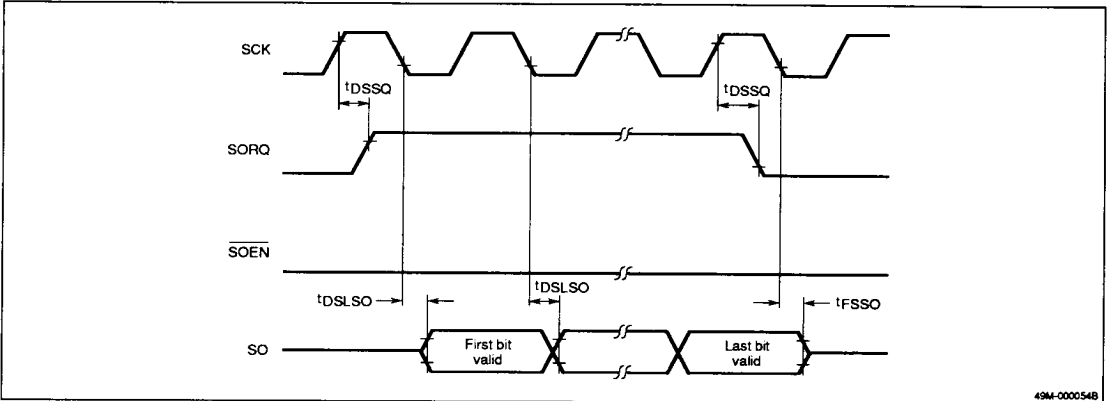 SCK
tDSSQ
tDSSQ
SORQ
SOEN
tDSLSO
tDSLSO
tFSSO
SO
First bit
valid
Last bit
valid
49M-000054B